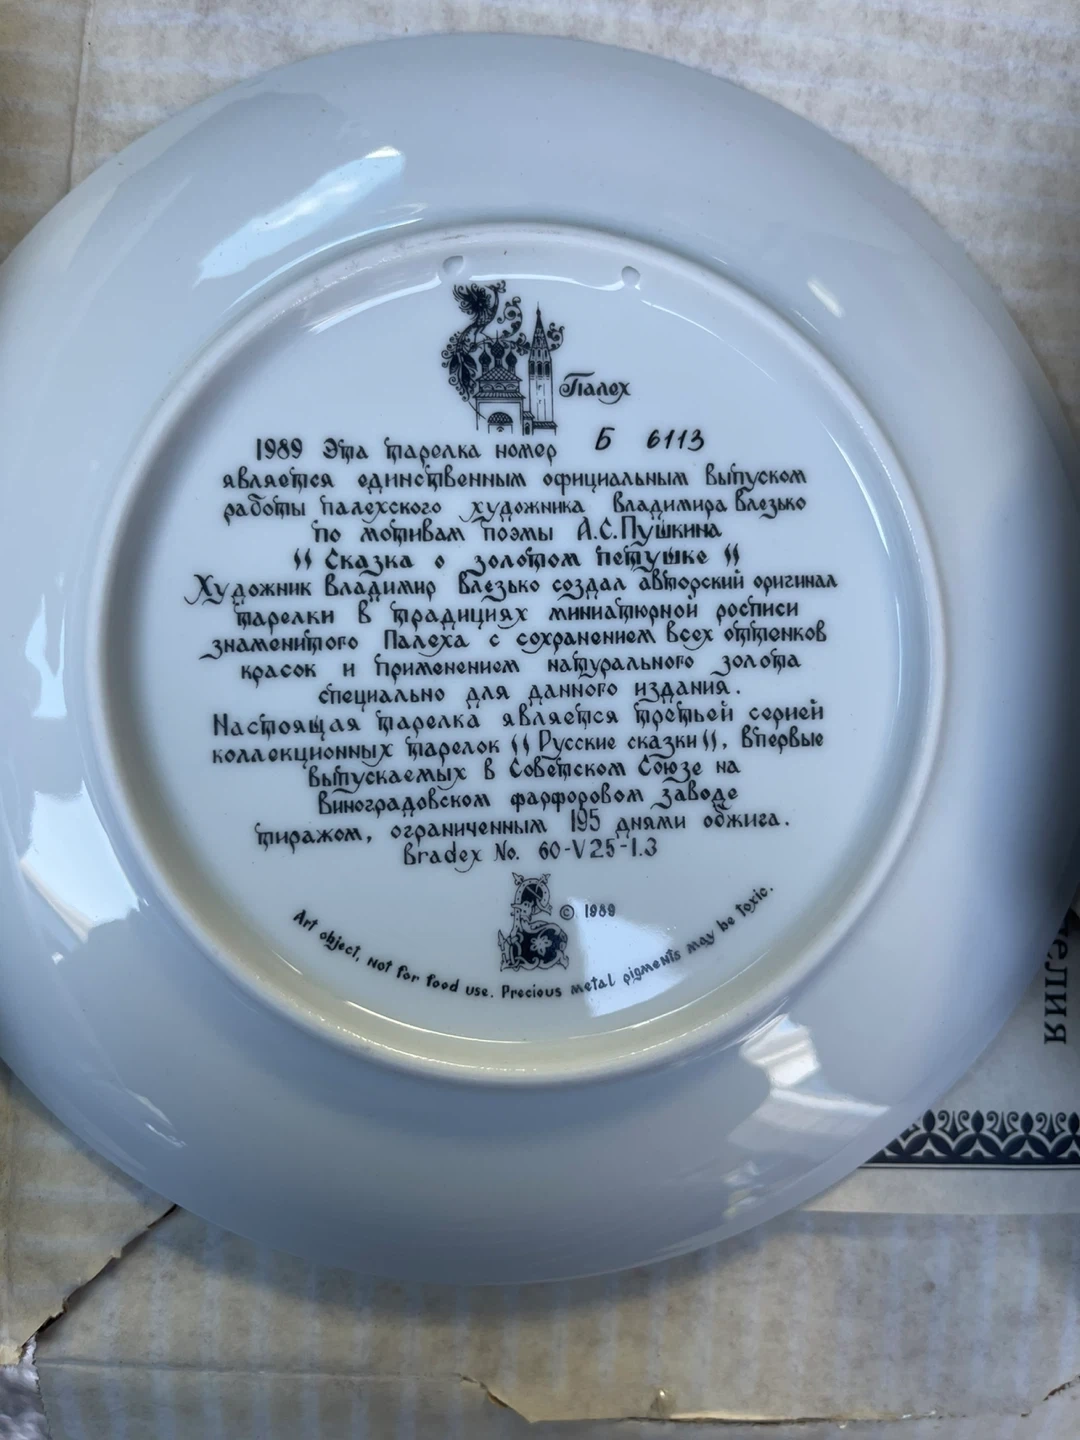 Палех
1989 Эта тарелка номер Б 6113
является единственным официальным выпуском
работы палехского художника Владимира Влезько
по мотивам поэмы А.С.Пушкина
"Сказка о золотом петушке"
Художник Владимир Влезько создал авторский оригинал
тарелки в традициях миниатюрной росписи
знаменитого Палеха с сохранением всех оттенков
красок и применением натурального золота
специально для данного издания.
Настоящая тарелка является третьей серией
коллекционных тарелок "Русские сказки", впервые
выпускаемых в Советском Союзе на
Виноградовском фарфоровом заводе
тиражом, ограниченным 195 днями обжига.
Bradex No. 60-V25-1.3
© 1989
Art object, not for food use. Precious metal pigments may be toxic.